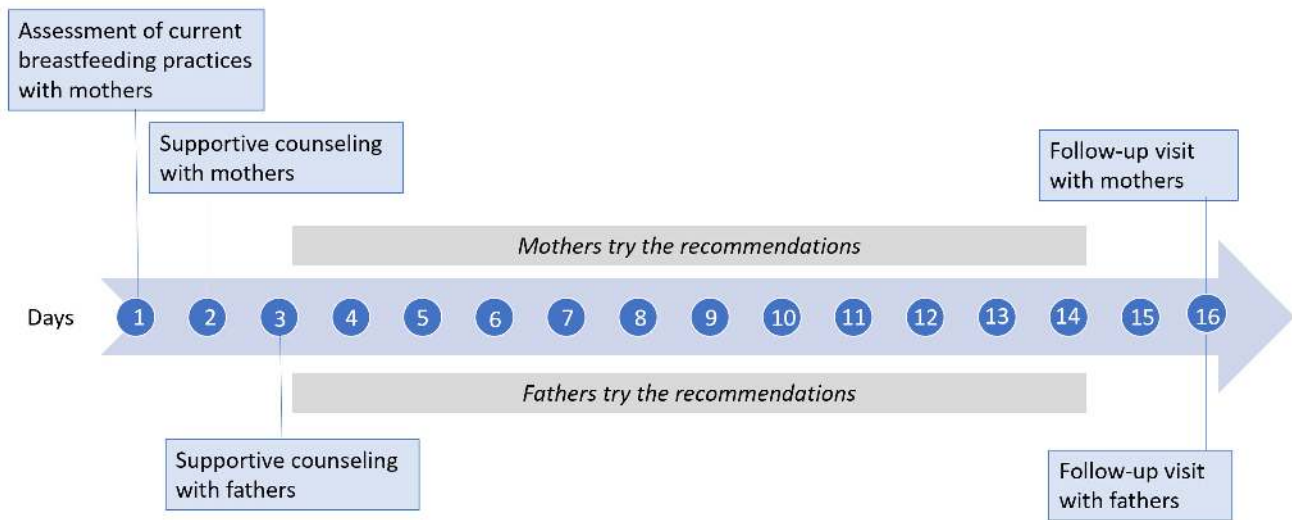 Assessment of current
breastfeeding practices
with mothers
Supportive counseling
with mothers
Follow-up visit
with mothers
Mothers try the recommendations
Days 1 2 3 4 5 6 7 8 9 10 11 12 13 14 15 16
Fathers try the recommendations
Supportive counseling
with fathers
Follow-up visit
with fathers